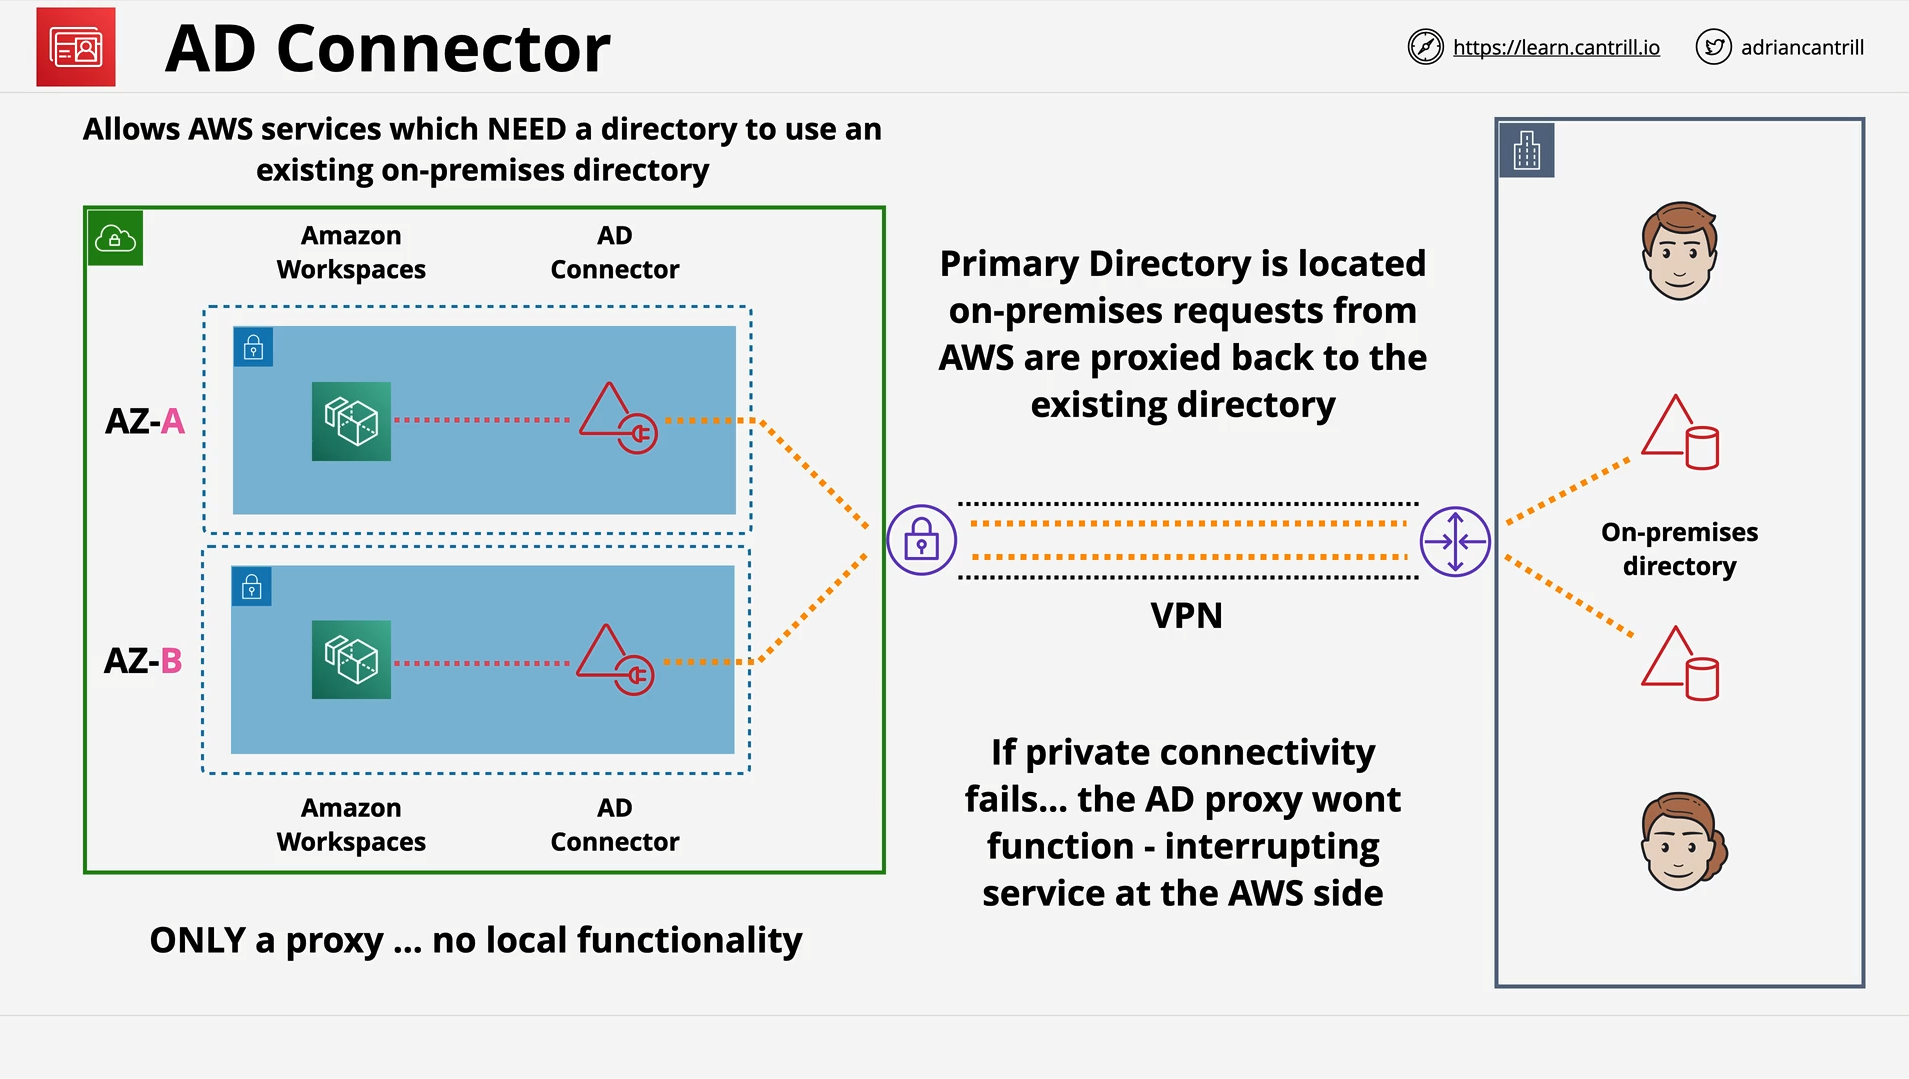 AD Connector
https://learn.cantrill.io
adriancantrill
Allows AWS services which NEED a directory to use an
existing on-premises directory
Amazon
Workspaces
AD
Connector
AZ-A
AZ-B
Amazon
Workspaces
AD
Connector
ONLY a proxy ... no local functionality
Primary Directory is located
on-premises requests from
AWS are proxied back to the
existing directory
VPN
If private connectivity
fails... the AD proxy wont
function - interrupting
service at the AWS side
On-premises
directory